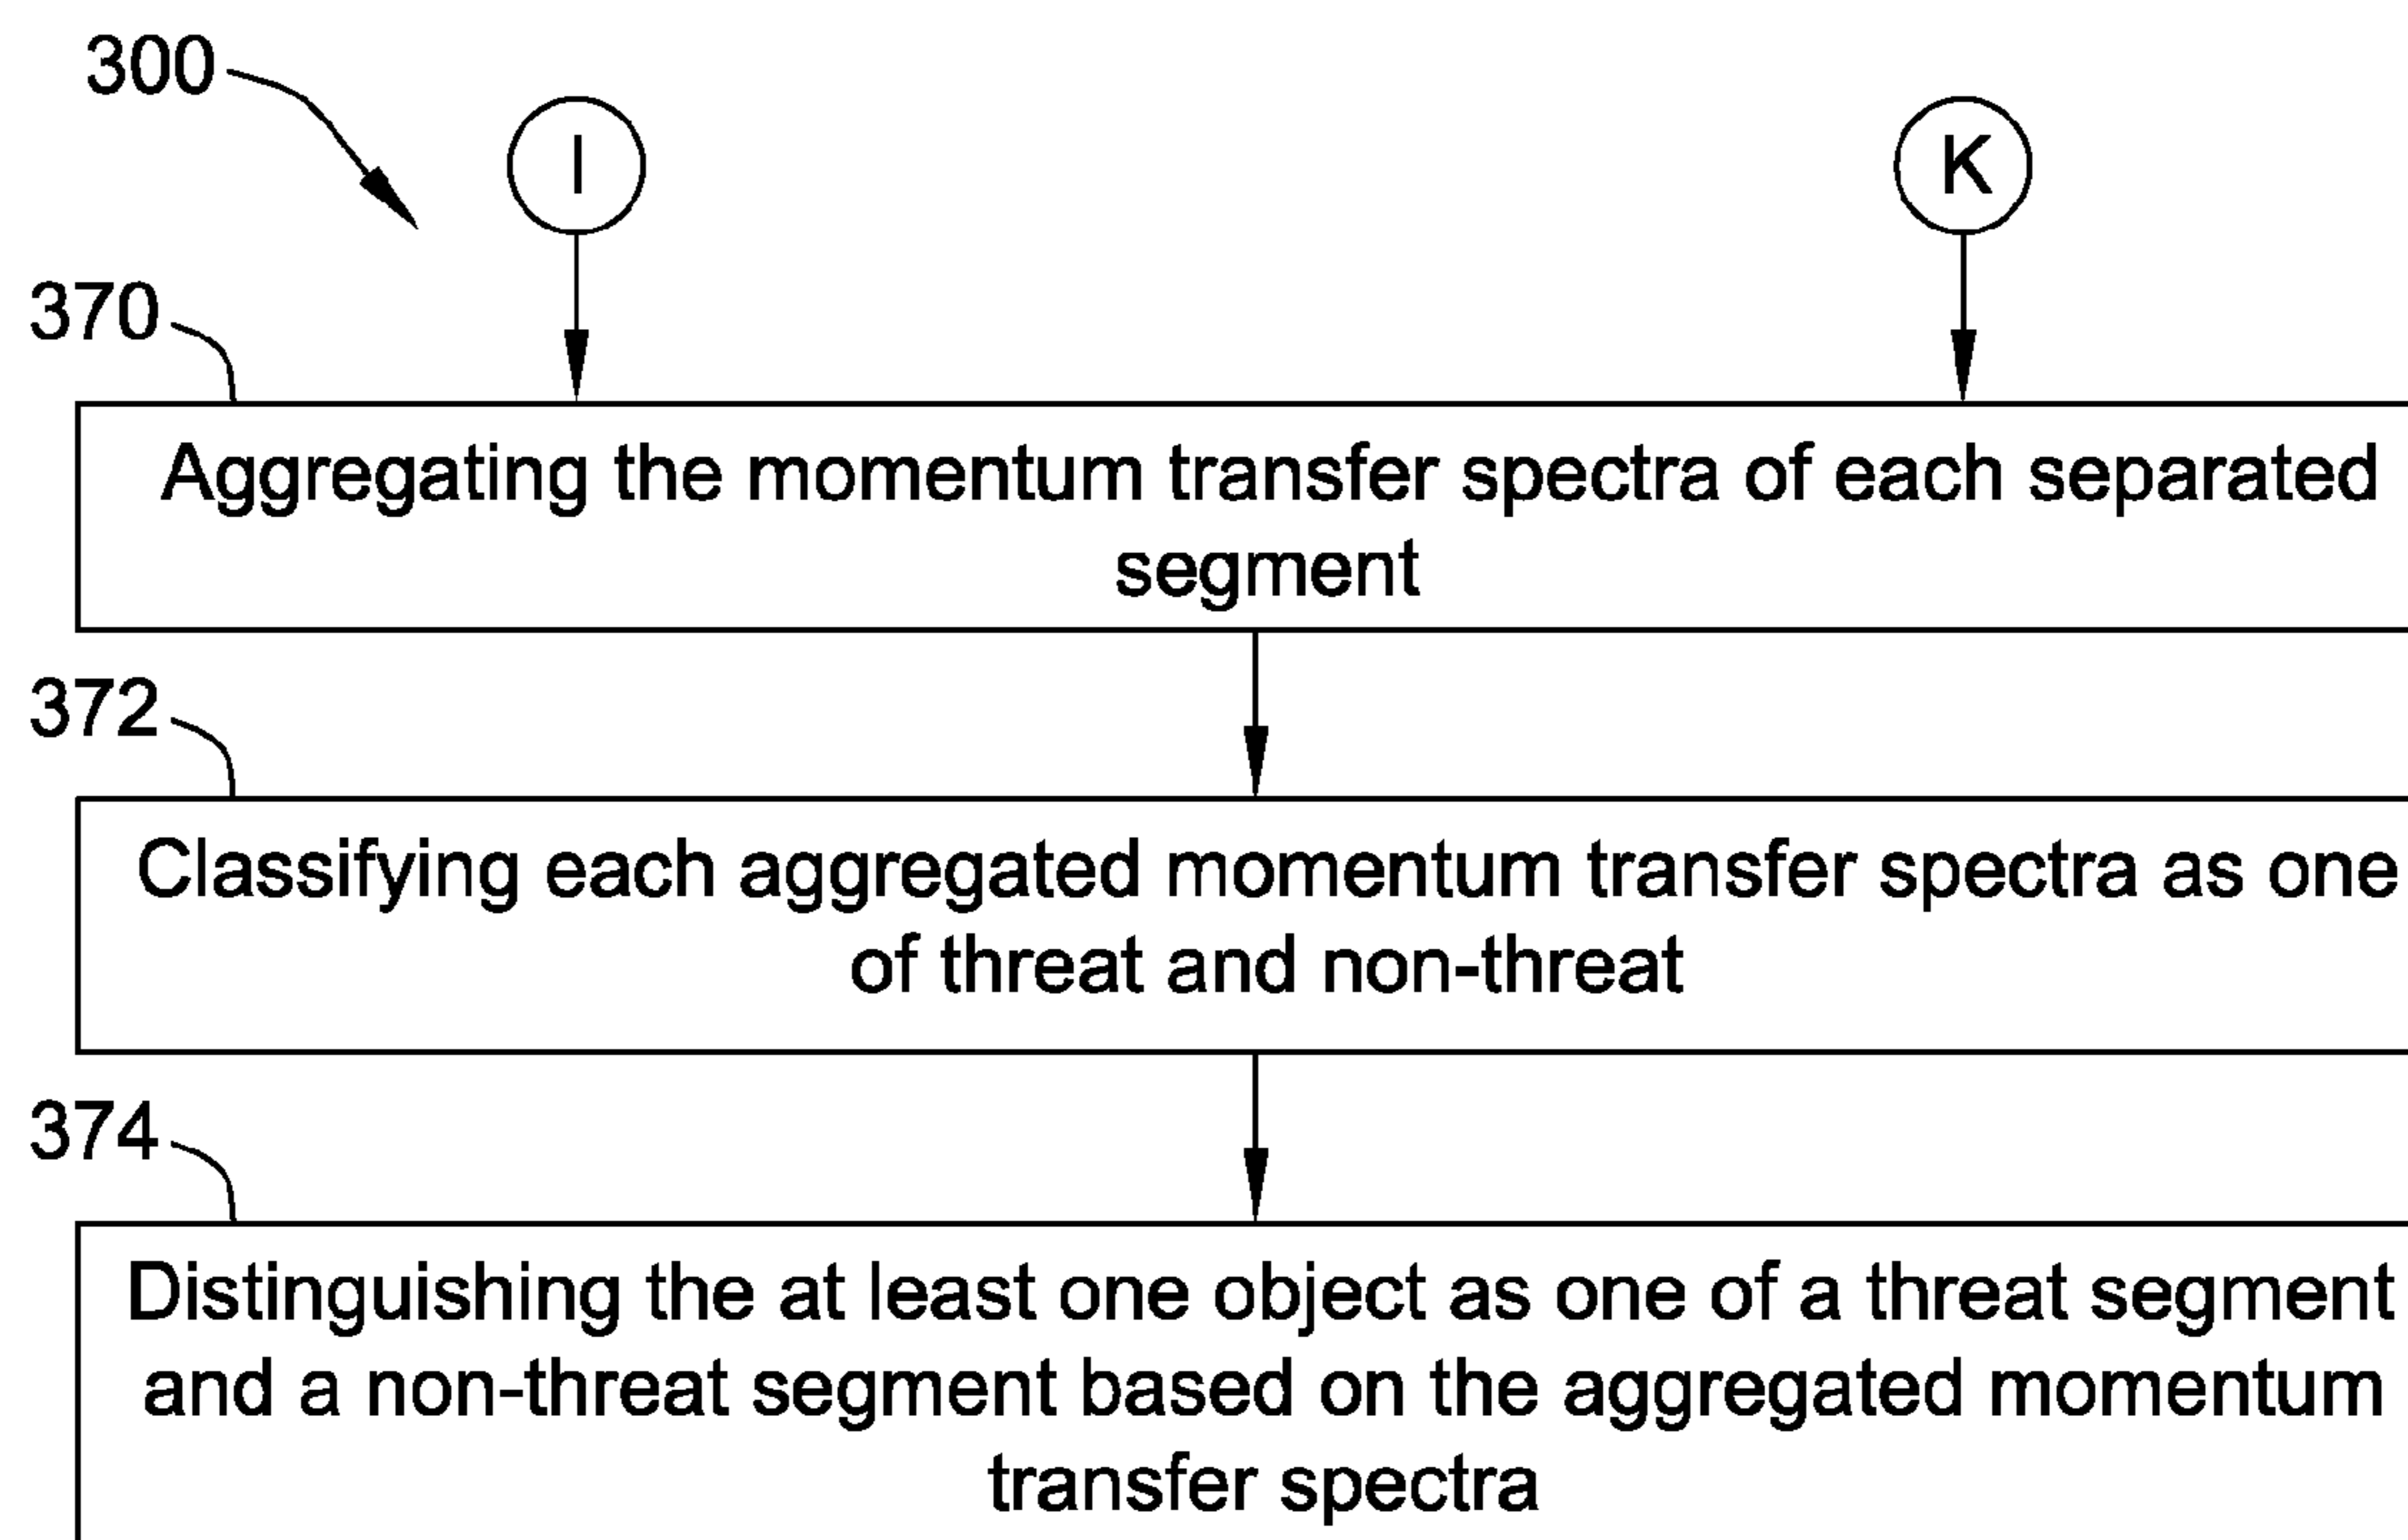 300
I
K
370
Aggregating the momentum transfer spectra of each separated
segment
372
Classifying each aggregated momentum transfer spectra as one
of threat and non-threat
374
Distinguishing the at least one object as one of a threat segment
and a non-threat segment based on the aggregated momentum
transfer spectra